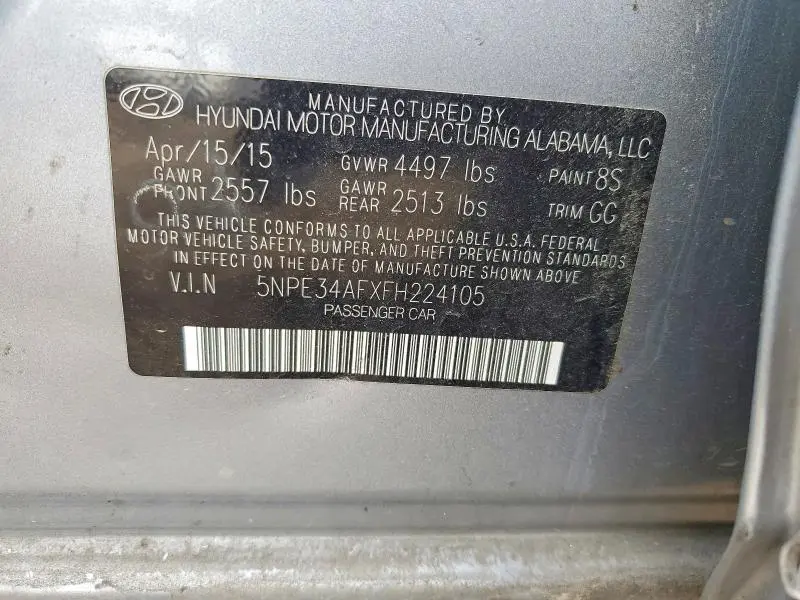 MANUFACTURED BY
HYUNDAI MOTOR MANUFACTURING ALABAMA, LLC
Apr/15/15 GVWR 4497 lbs PAINT 8S
GAWR FRONT 2557 lbs GAWR REAR 2513 lbs TRIM GG
THIS VEHICLE CONFORMS TO ALL APPLICABLE U.S.A. FEDERAL
MOTOR VEHICLE SAFETY, BUMPER, AND THEFT PREVENTION STANDARDS
IN EFFECT ON THE DATE OF MANUFACTURE SHOWN ABOVE
V.I.N 5NPE34AFXFH224105
PASSENGER CAR